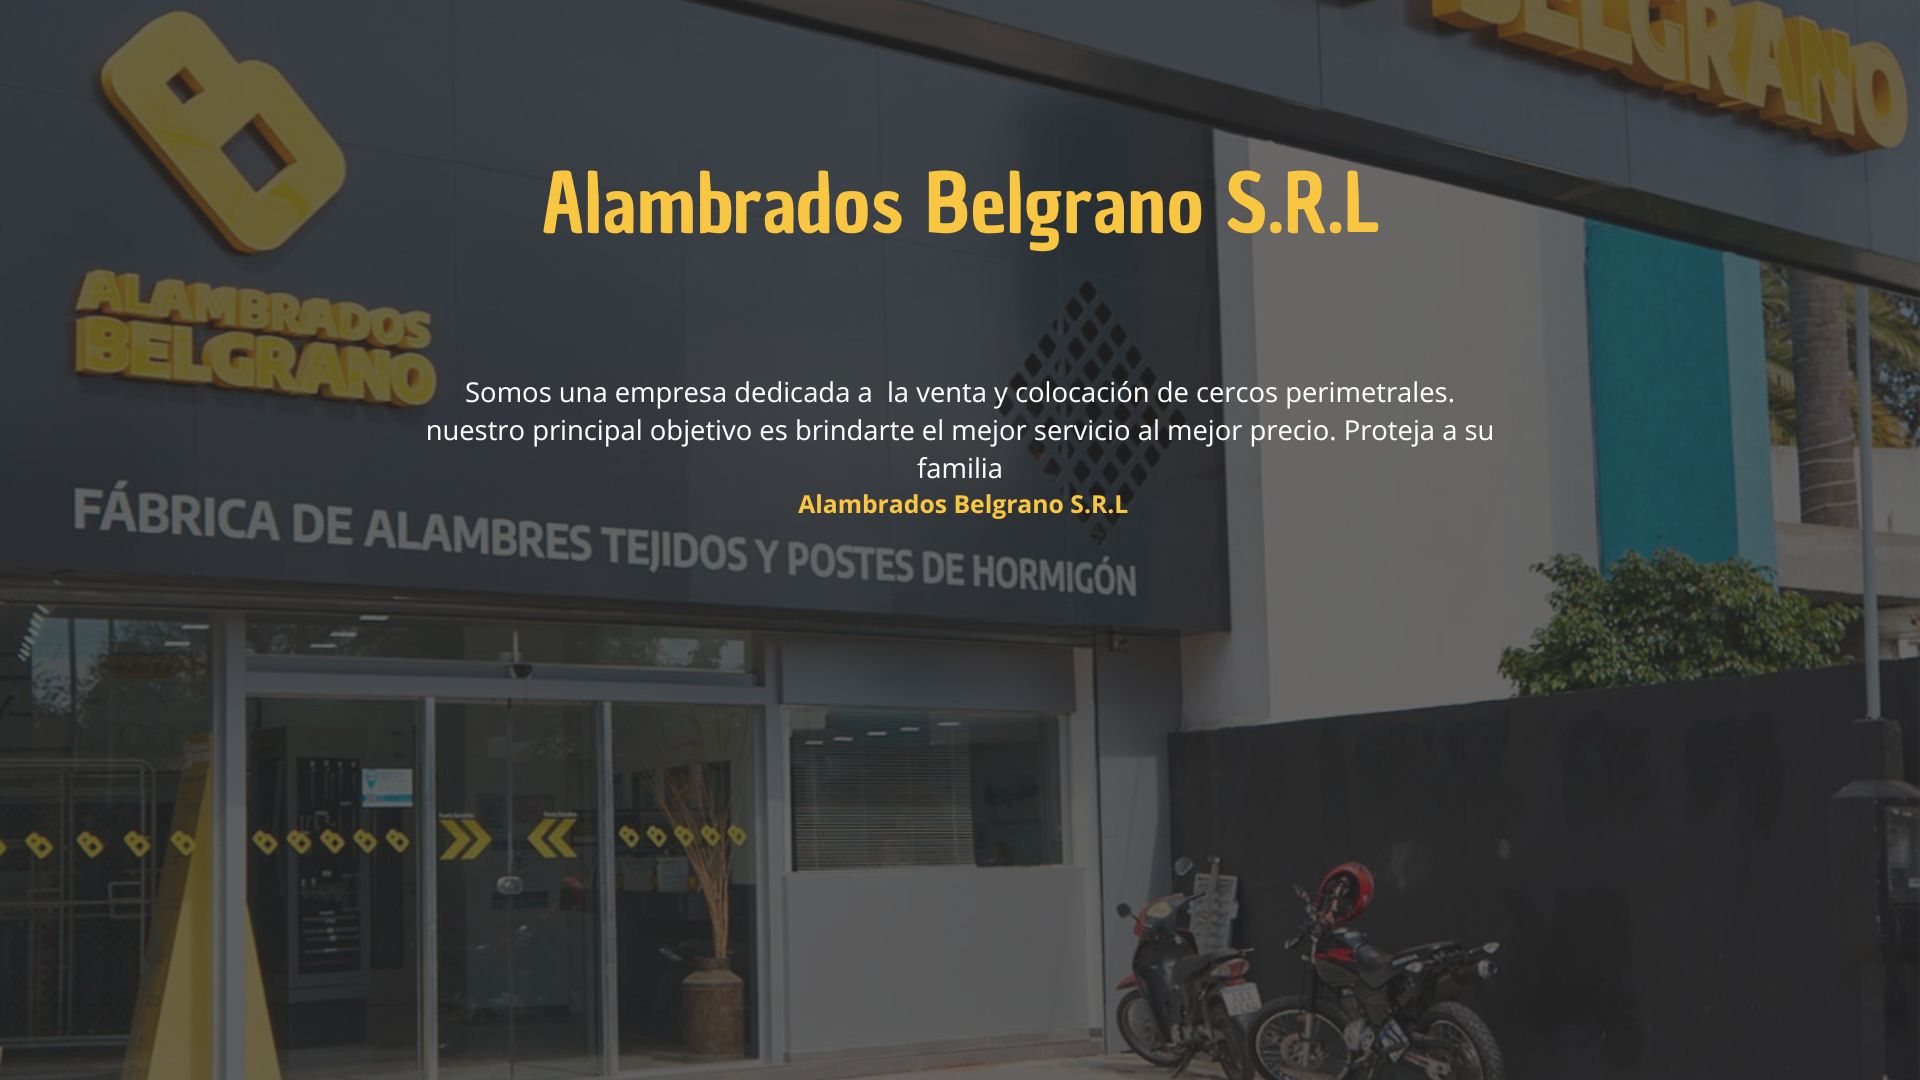 BELGRANO
Alambrados Belgrano S.R.L
ALAMBRADOS
BELGRANO
Somos una empresa dedicada a  la venta y colocación de cercos perimetrales.
nuestro principal objetivo es brindarte el mejor servicio al mejor precio. Proteja a su
familia
Alambrados Belgrano S.R.L
FÁBRICA DE ALAMBRES TEJIDOS Y POSTES DE HORMIGÓN